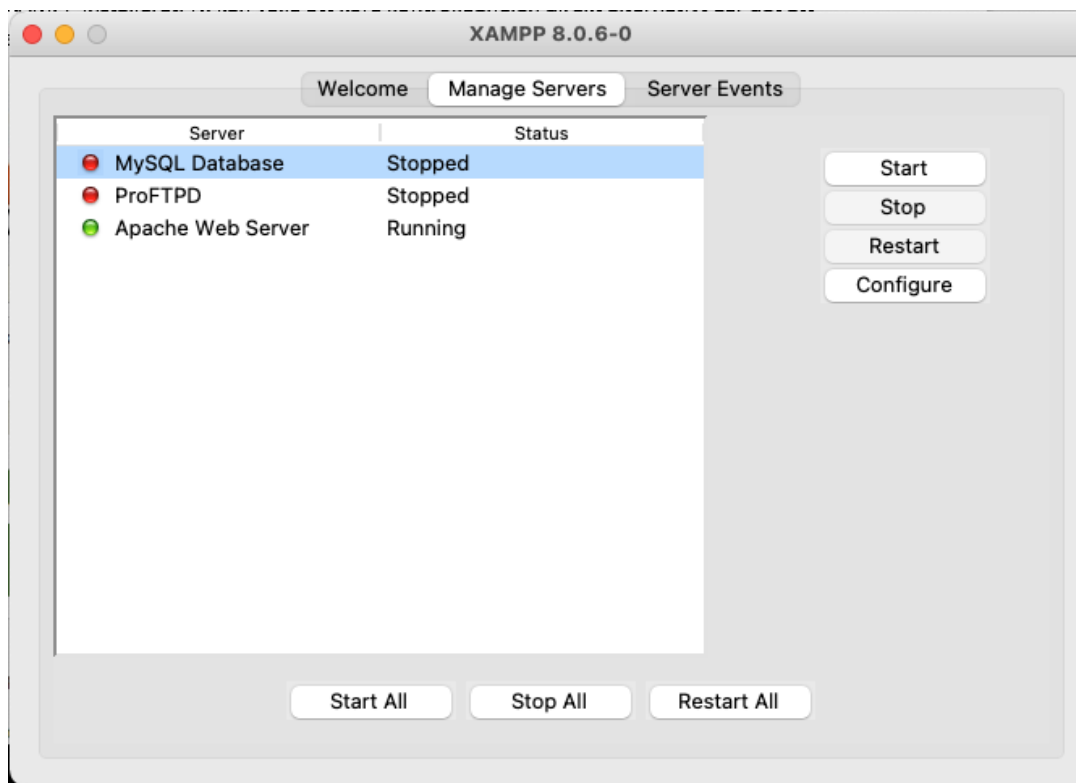 XAMPP 8.0.6-0
Welcome Manage Servers Server Events
Server Status
MySQL Database Stopped
ProFTPD Stopped
Apache Web Server Running
Start
Stop
Restart
Configure
Start All Stop All Restart All